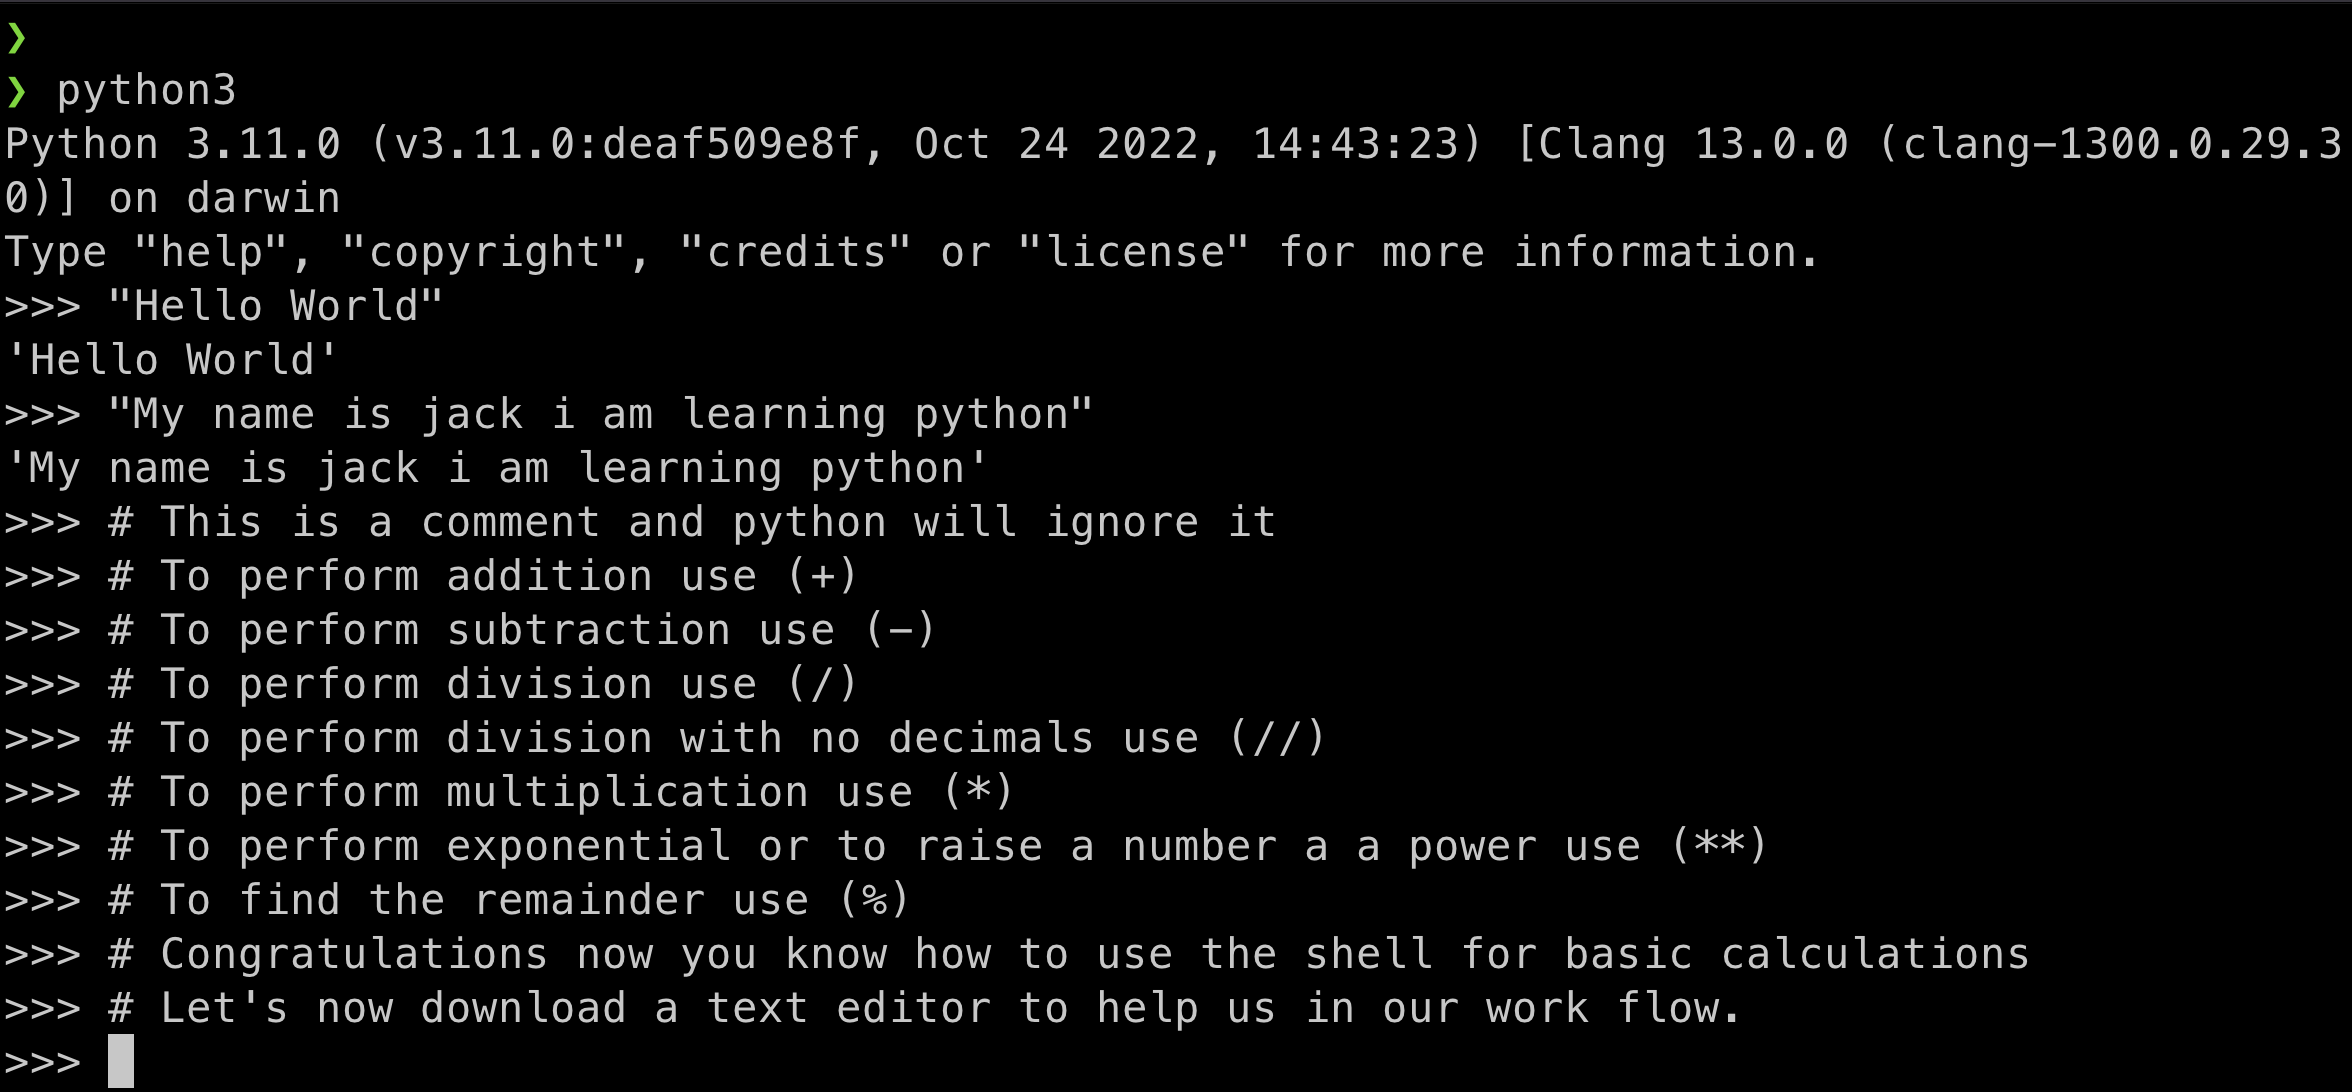 ❯
❯ python3
Python 3.11.0 (v3.11.0:deaf509e8f, Oct 24 2022, 14:43:23) [Clang 13.0.0 (clang-1300.0.29.3
0)] on darwin
Type "help", "copyright", "credits" or "license" for more information.
>>> "Hello World"
'Hello World'
>>> "My name is jack i am learning python"
'My name is jack i am learning python'
>>> # This is a comment and python will ignore it
>>> # To perform addition use (+)
>>> # To perform subtraction use (-)
>>> # To perform division use (/)
>>> # To perform division with no decimals use (//)
>>> # To perform multiplication use (*)
>>> # To perform exponential or to raise a number a a power use (**)
>>> # To find the remainder use (%)
>>> # Congratulations now you know how to use the shell for basic calculations
>>> # Let's now download a text editor to help us in our work flow.
>>>